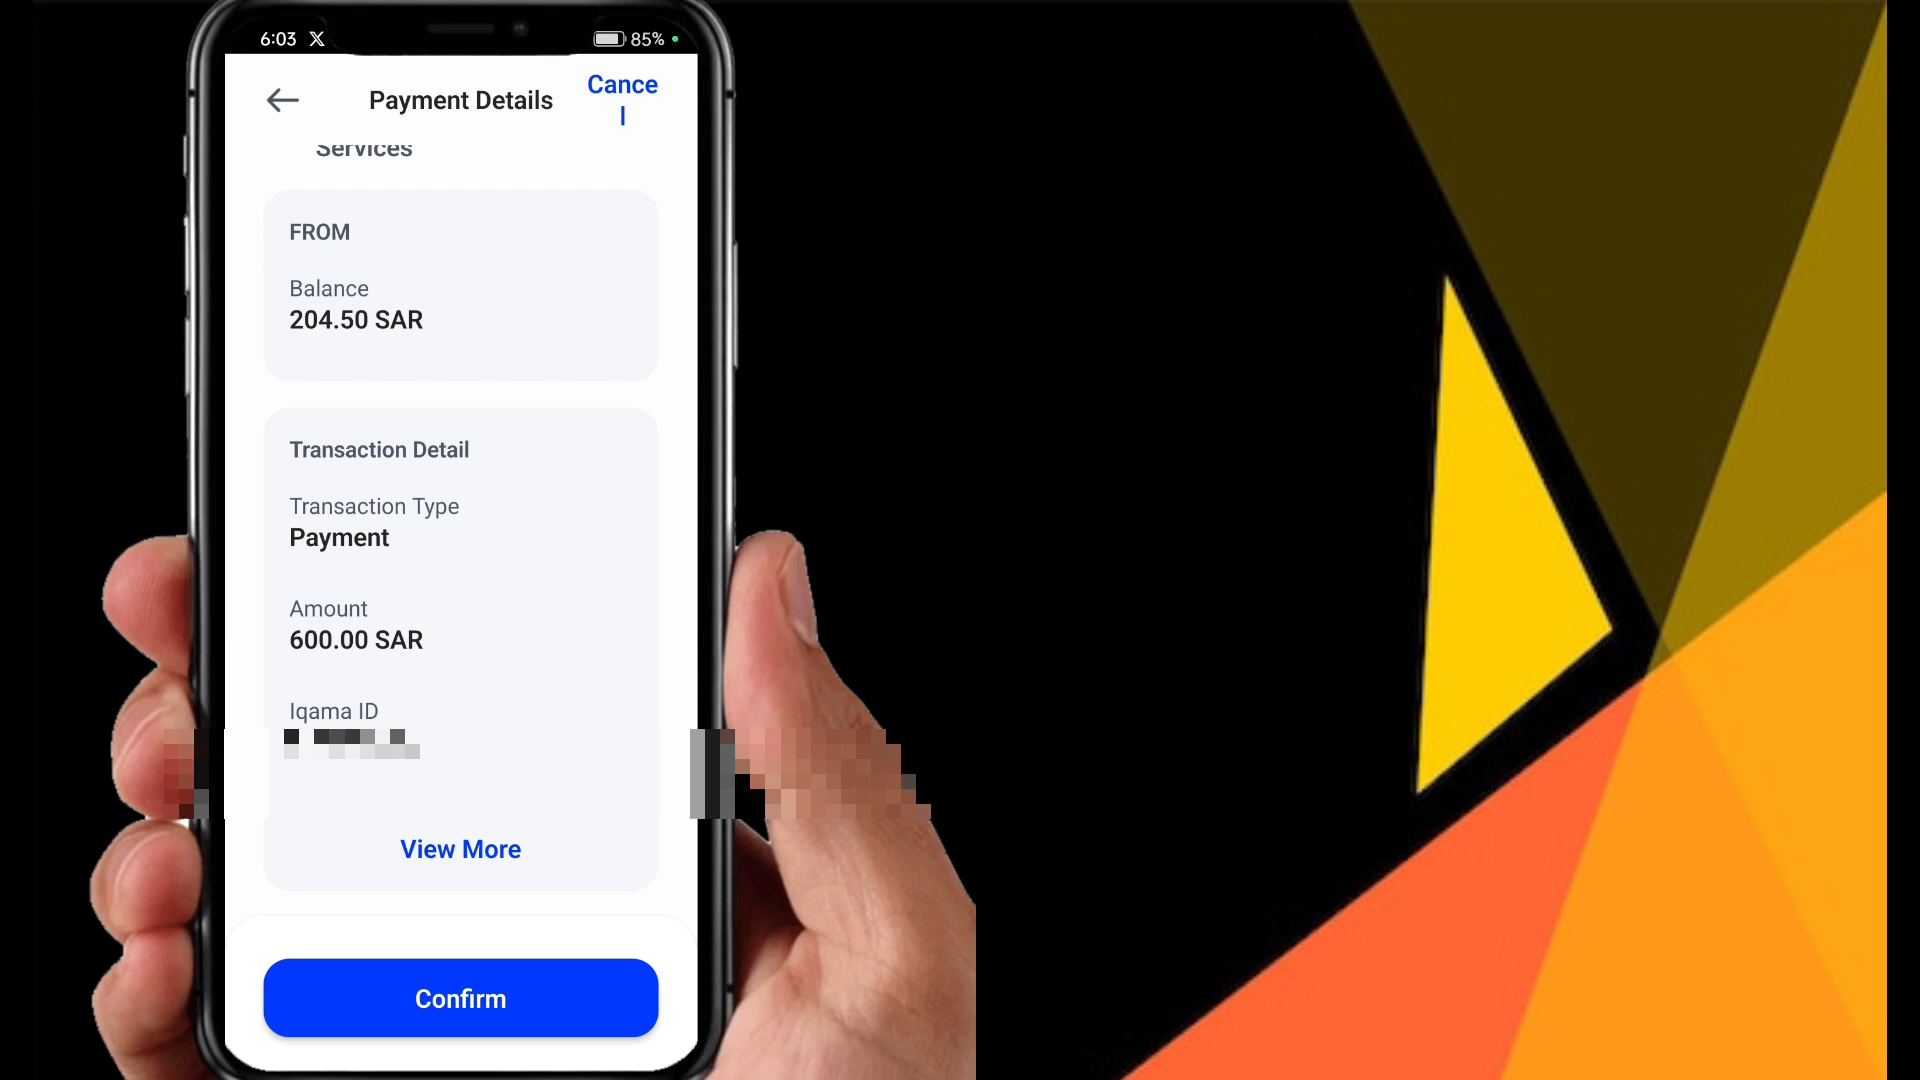 6:03 X 85%
Payment Details
Cance
l
Services
FROM
Balance
204.50 SAR
Transaction Detail
Transaction Type
Payment
Amount
600.00 SAR
Iqama ID
View More
Confirm